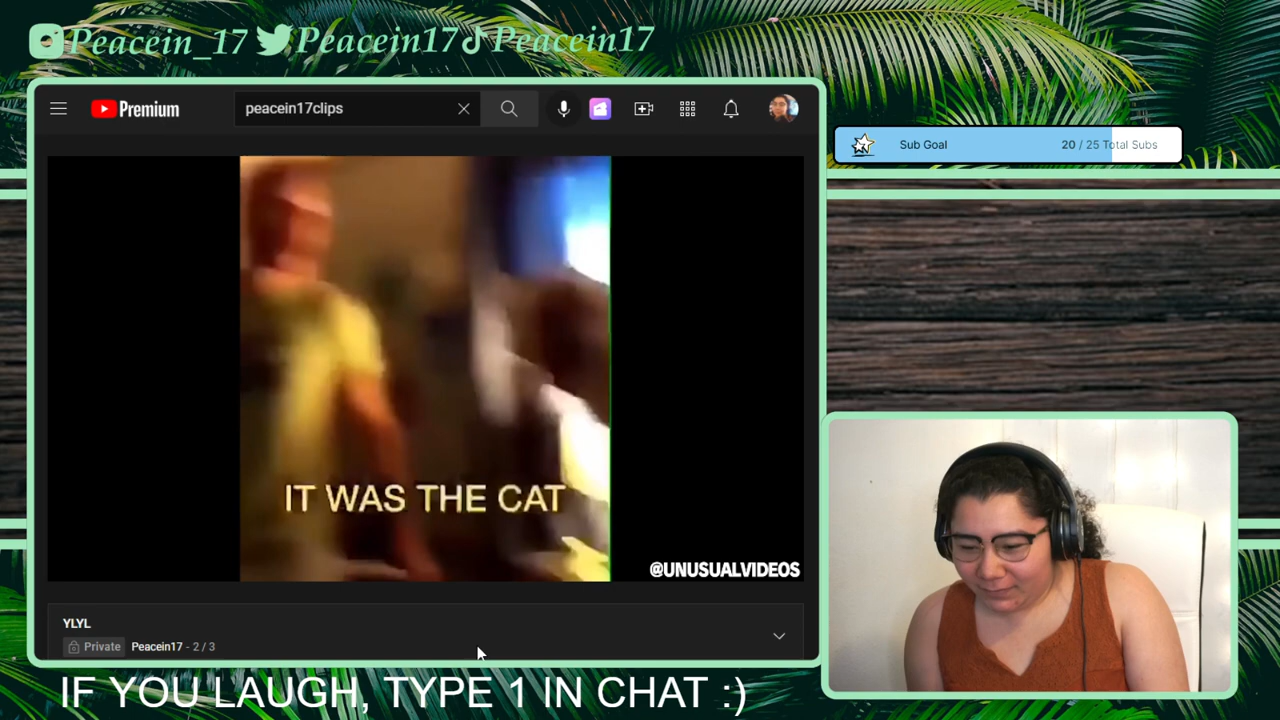 Peacein_17 Peacein17 Peacein17
Premium
peacein17clips
Sub Goal 20 / 25 Total Subs
IT WAS THE CAT
@UNUSUALVIDEOS
YLYL
Private Peacein17 - 2 / 3
IF YOU LAUGH, TYPE 1 IN CHAT :)